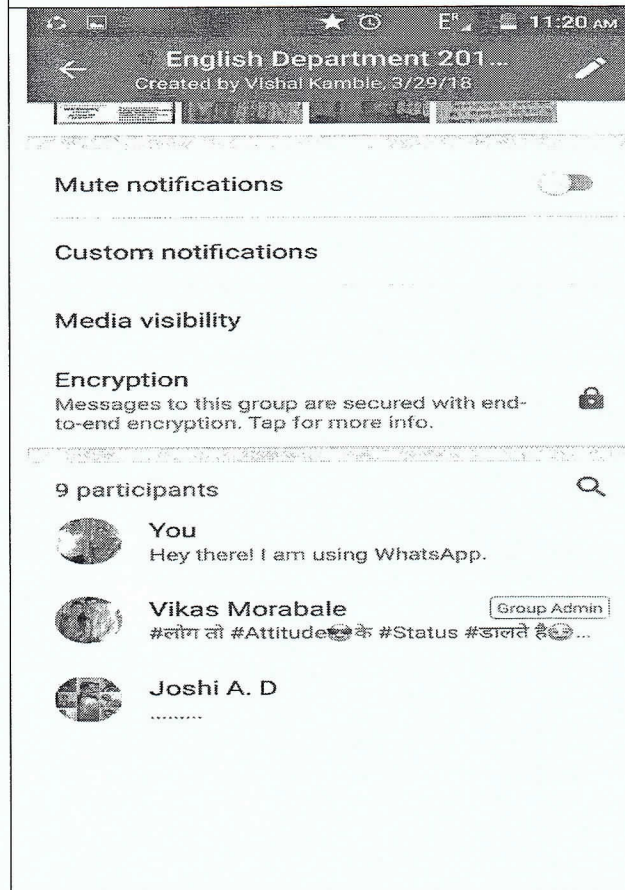 11:20 AM
English Department 201...
Created by Vishal Kamble, 3/29/18
Mute notifications
Custom notifications
Media visibility
Encryption
Messages to this group are secured with end-
to-end encryption. Tap for more info.
9 participants
You
Hey there! I am using WhatsApp.
Vikas Morabale
Group Admin
#लोग तो #Attitude😎के #Status #डालते है😏...
Joshi A. D
.........